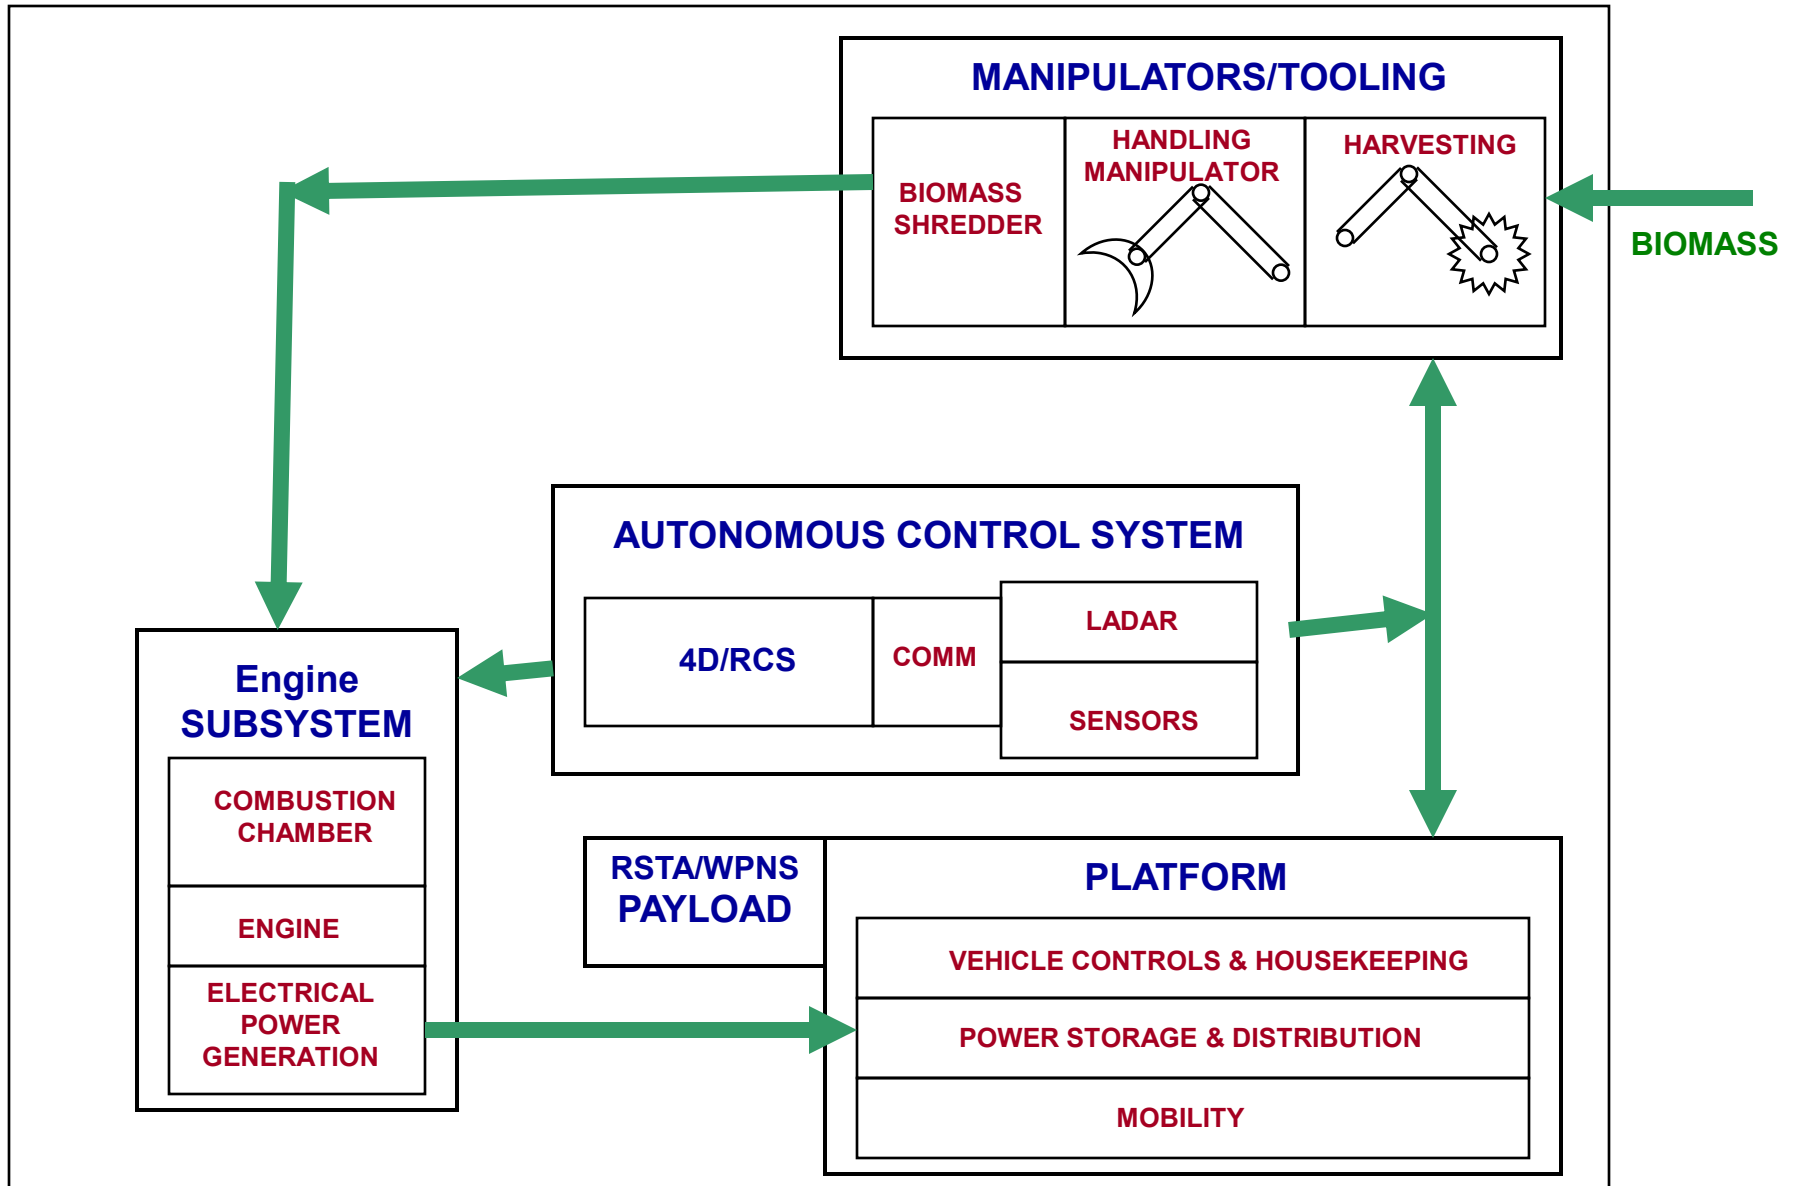 MANIPULATORS/TOOLING
BIOMASS
SHREDDER
HANDLING
MANIPULATOR
HARVESTING
BIOMASS
AUTONOMOUS CONTROL SYSTEM
4D/RCS
COMM
LADAR
SENSORS
Engine
SUBSYSTEM
COMBUSTION
CHAMBER
ENGINE
ELECTRICAL
POWER
GENERATION
RSTA/WPNS
PAYLOAD
PLATFORM
VEHICLE CONTROLS & HOUSEKEEPING
POWER STORAGE & DISTRIBUTION
MOBILITY